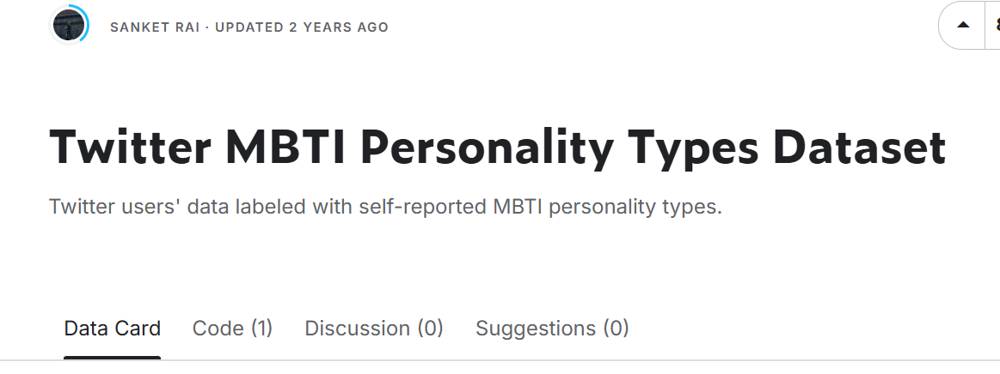 SANKET RAI · UPDATED 2 YEARS AGO
Twitter MBTI Personality Types Dataset
Twitter users' data labeled with self-reported MBTI personality types.
Data Card Code (1) Discussion (0) Suggestions (0)